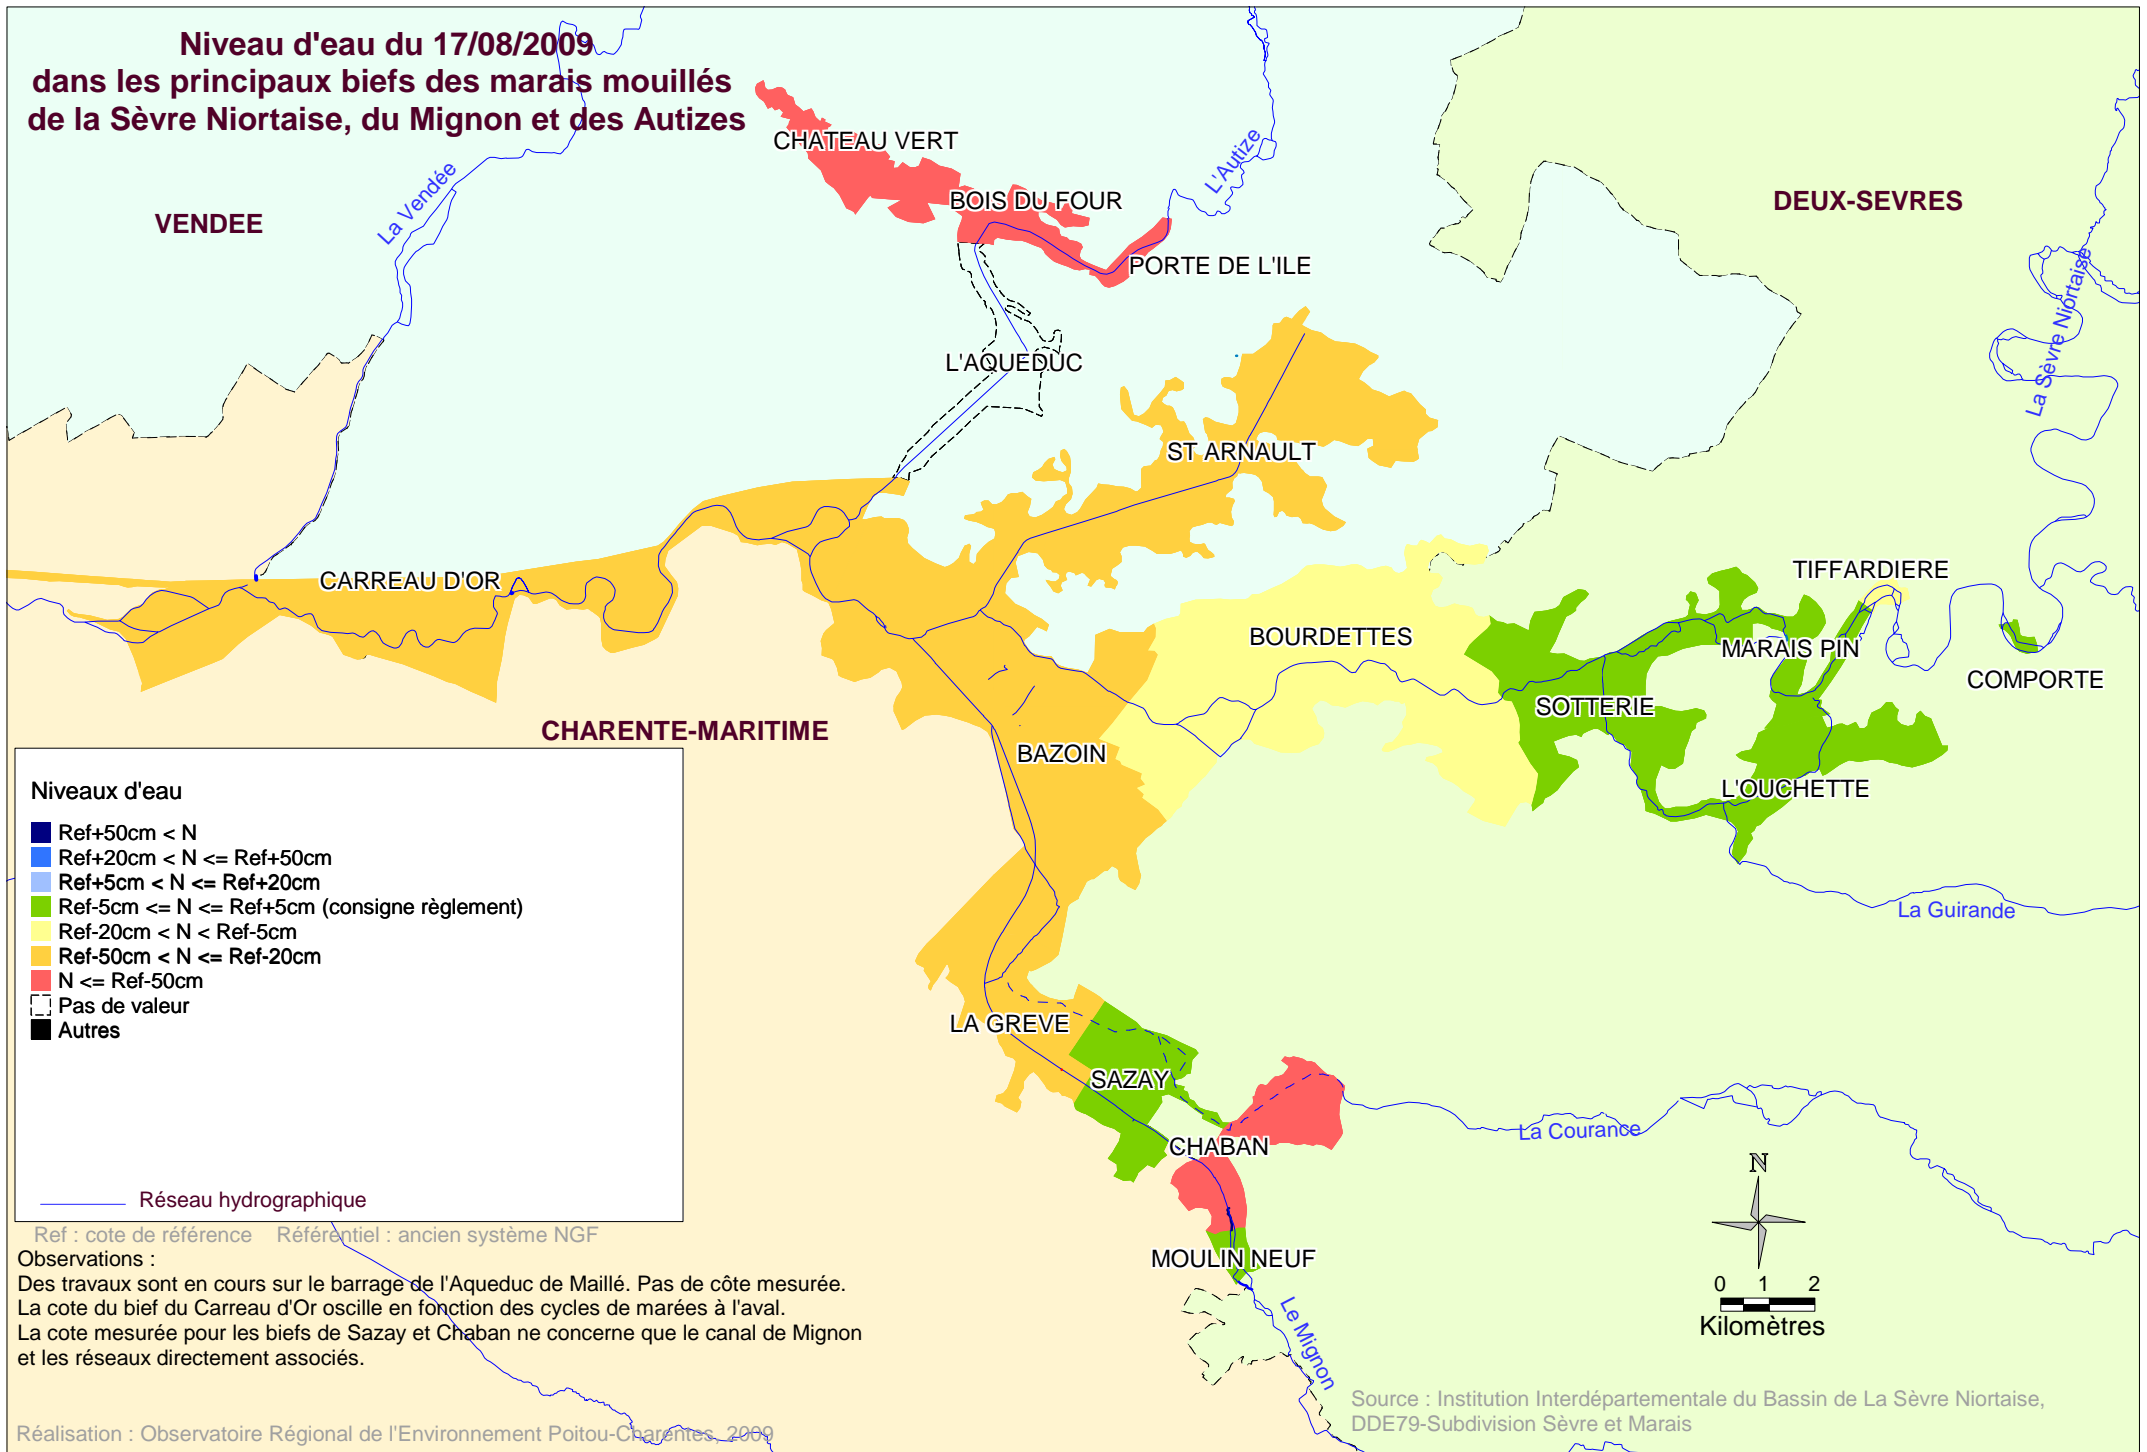 Niveau d'eau du 17/08/2009
dans les principaux biefs des marais mouillés
de la Sèvre Niortaise, du Mignon et des Autizes
CHATEAU VERT
L'Autize
La Vendée
BOIS DU FOUR
DEUX-SEVRES
VENDEE
PORTE DE L'ILE
La Sèvre Niortaise
L'AQUEDUC
ST ARNAULT
CARREAU D'OR
TIFFARDIERE
BOURDETTES
MARAIS PIN
COMPORTE
SOTTERIE
CHARENTE-MARITIME
BAZOIN
L'OUCHETTE
Niveaux d'eau
Ref+50cm < N
Ref+20cm < N <= Ref+50cm
Ref+5cm < N <= Ref+20cm
Ref-5cm <= N <= Ref+5cm (consigne règlement)
Ref-20cm < N < Ref-5cm
Ref-50cm < N <= Ref-20cm
N <= Ref-50cm
Pas de valeur
Autres
Réseau hydrographique
La Guirande
LA GREVE
SAZAY
CHABAN
La Courance
MOULIN NEUF
Le Mignon
N
0 1 2
Kilomètres
Ref : cote de référence Référentiel : ancien système NGF
Observations :
Des travaux sont en cours sur le barrage de l'Aqueduc de Maillé. Pas de côte mesurée.
La cote du bief du Carreau d'Or oscille en fonction des cycles de marées à l'aval.
La cote mesurée pour les biefs de Sazay et Chaban ne concerne que le canal de Mignon
et les réseaux directement associés.
Source : Institution Interdépartementale du Bassin de La Sèvre Niortaise,
DDE79-Subdivision Sèvre et Marais
Réalisation : Observatoire Régional de l'Environnement Poitou-Charentes, 2009